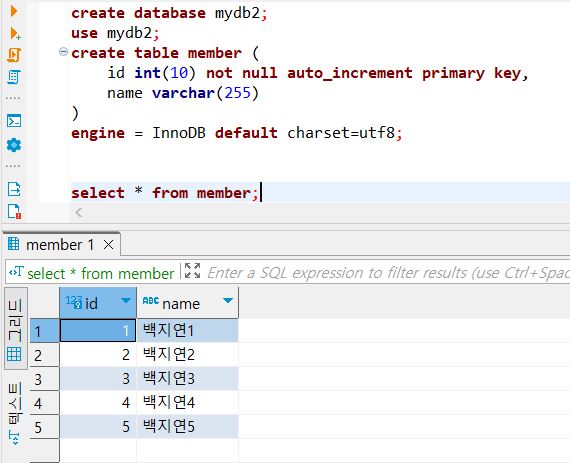 create database mydb2;
use mydb2;
create table member (
id int(10) not null auto_increment primary key,
name varchar(255)
)
engine = InnoDB default charset=utf8;
select * from member;
member 1
select * from member Enter a SQL expression to filter results (use Ctrl+Spac
그리드
텍스트
123 id ABC name
1 1 백지연1
2 2 백지연2
3 3 백지연3
4 4 백지연4
5 5 백지연5